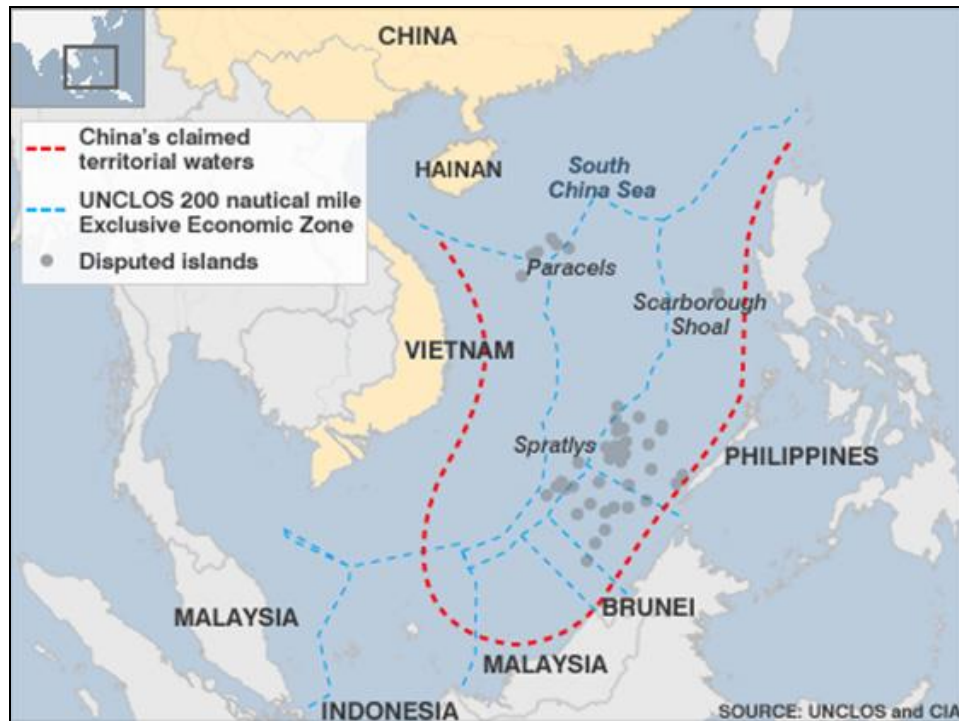 CHINA
China's claimed
territorial waters
UNCLOS 200 nautical mile
Exclusive Economic Zone
Disputed islands
HAINAN
South
China Sea
Paracels
Scarborough
Shoal
VIETNAM
Spratlys
PHILIPPINES
MALAYSIA
BRUNEI
MALAYSIA
INDONESIA
SOURCE: UNCLOS and CIA